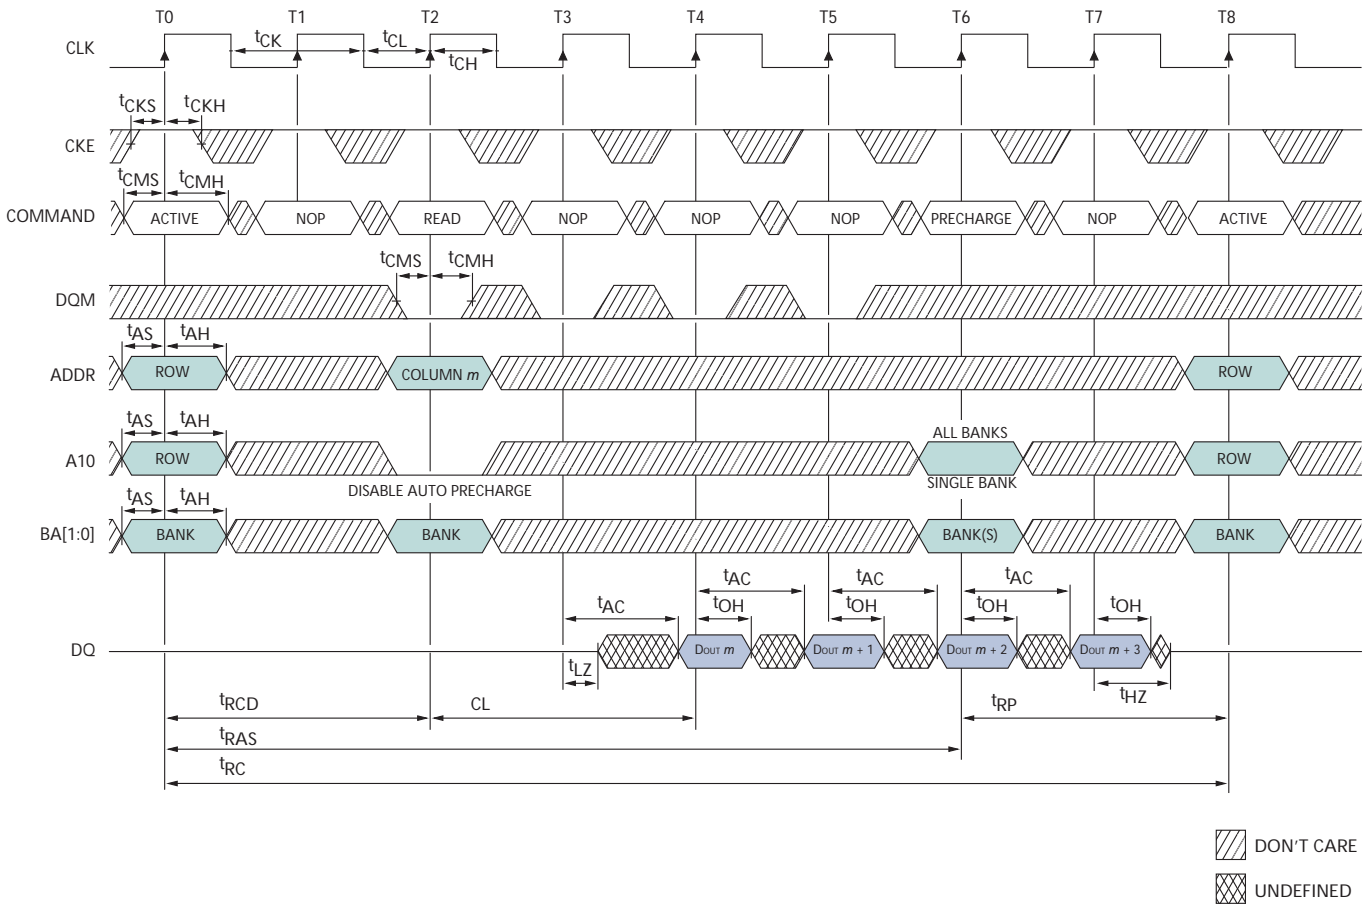 T0 T1 T2 T3 T4 T5 T6 T7 T8
CLK tCK tCL tCH
tCKS tCKH
CKE
tCMS tCMH
COMMAND ACTIVE NOP READ NOP NOP NOP PRECHARGE NOP ACTIVE
tCMS tCMH
DQM
tAS tAH
ADDR ROW COLUMN m ROW
tAS tAH ALL BANKS
A10 ROW ROW
DISABLE AUTO PRECHARGE SINGLE BANK
tAS tAH
BA[1:0] BANK BANK BANK(S) BANK
tAC tAC tAC tAC
tOH tOH tOH tOH
DQ DOUT m DOUT m + 1 DOUT m + 2 DOUT m + 3
tLZ tHZ
tRCD CL tRP
tRAS
tRC
DON'T CARE
UNDEFINED